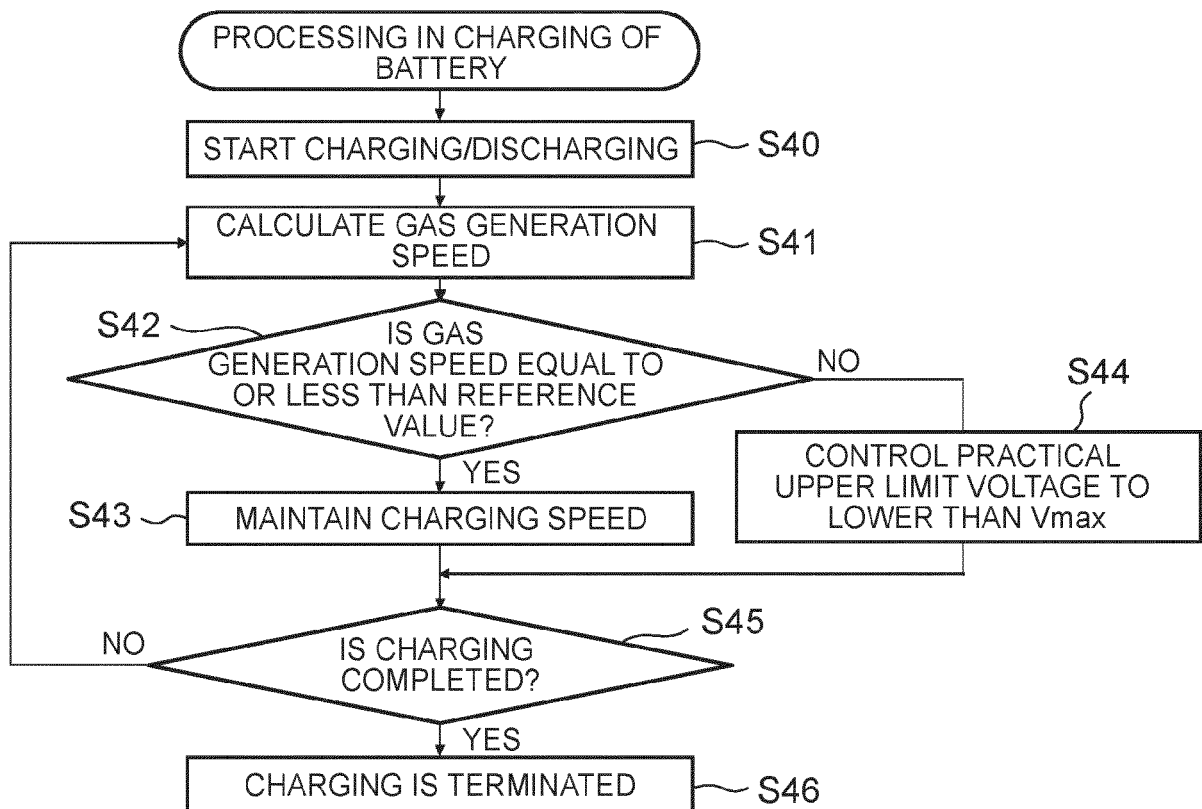 PROCESSING IN CHARGING OF
BATTERY
START CHARGING/DISCHARGING
S40
CALCULATE GAS GENERATION
SPEED
S41
S42
IS GAS
GENERATION SPEED EQUAL TO
OR LESS THAN REFERENCE
VALUE?
NO
YES
S44
CONTROL PRACTICAL
UPPER LIMIT VOLTAGE TO
LOWER THAN Vmax
S43
MAINTAIN CHARGING SPEED
S45
NO
IS CHARGING
COMPLETED?
YES
CHARGING IS TERMINATED
S46